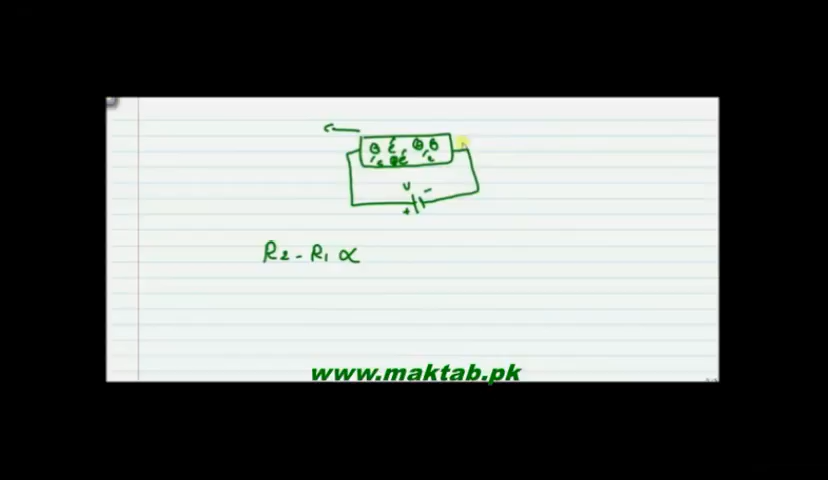 V
+ -
R2 - R1 ∝
www.maktab.pk